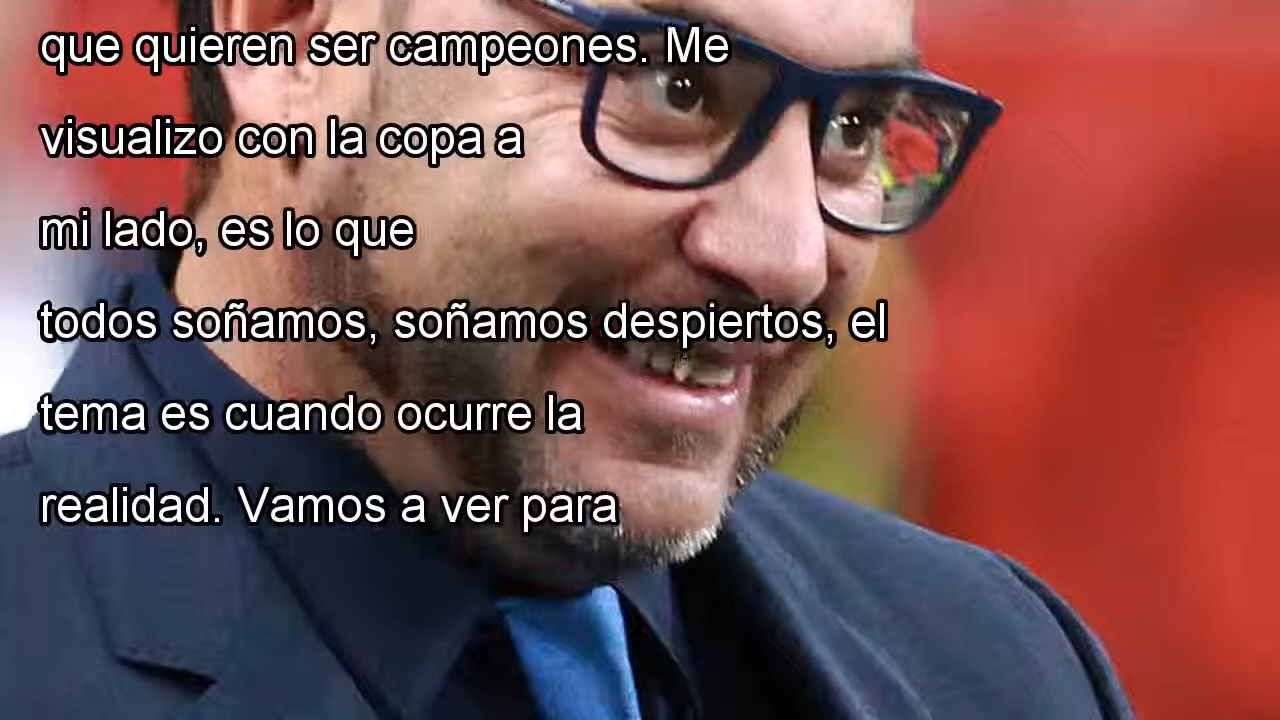 que quieren ser campeones. Me
visualizo con la copa a
mi lado, es lo que
todos soñamos, soñamos despiertos, el
tema es cuando ocurre la
realidad. Vamos a ver para